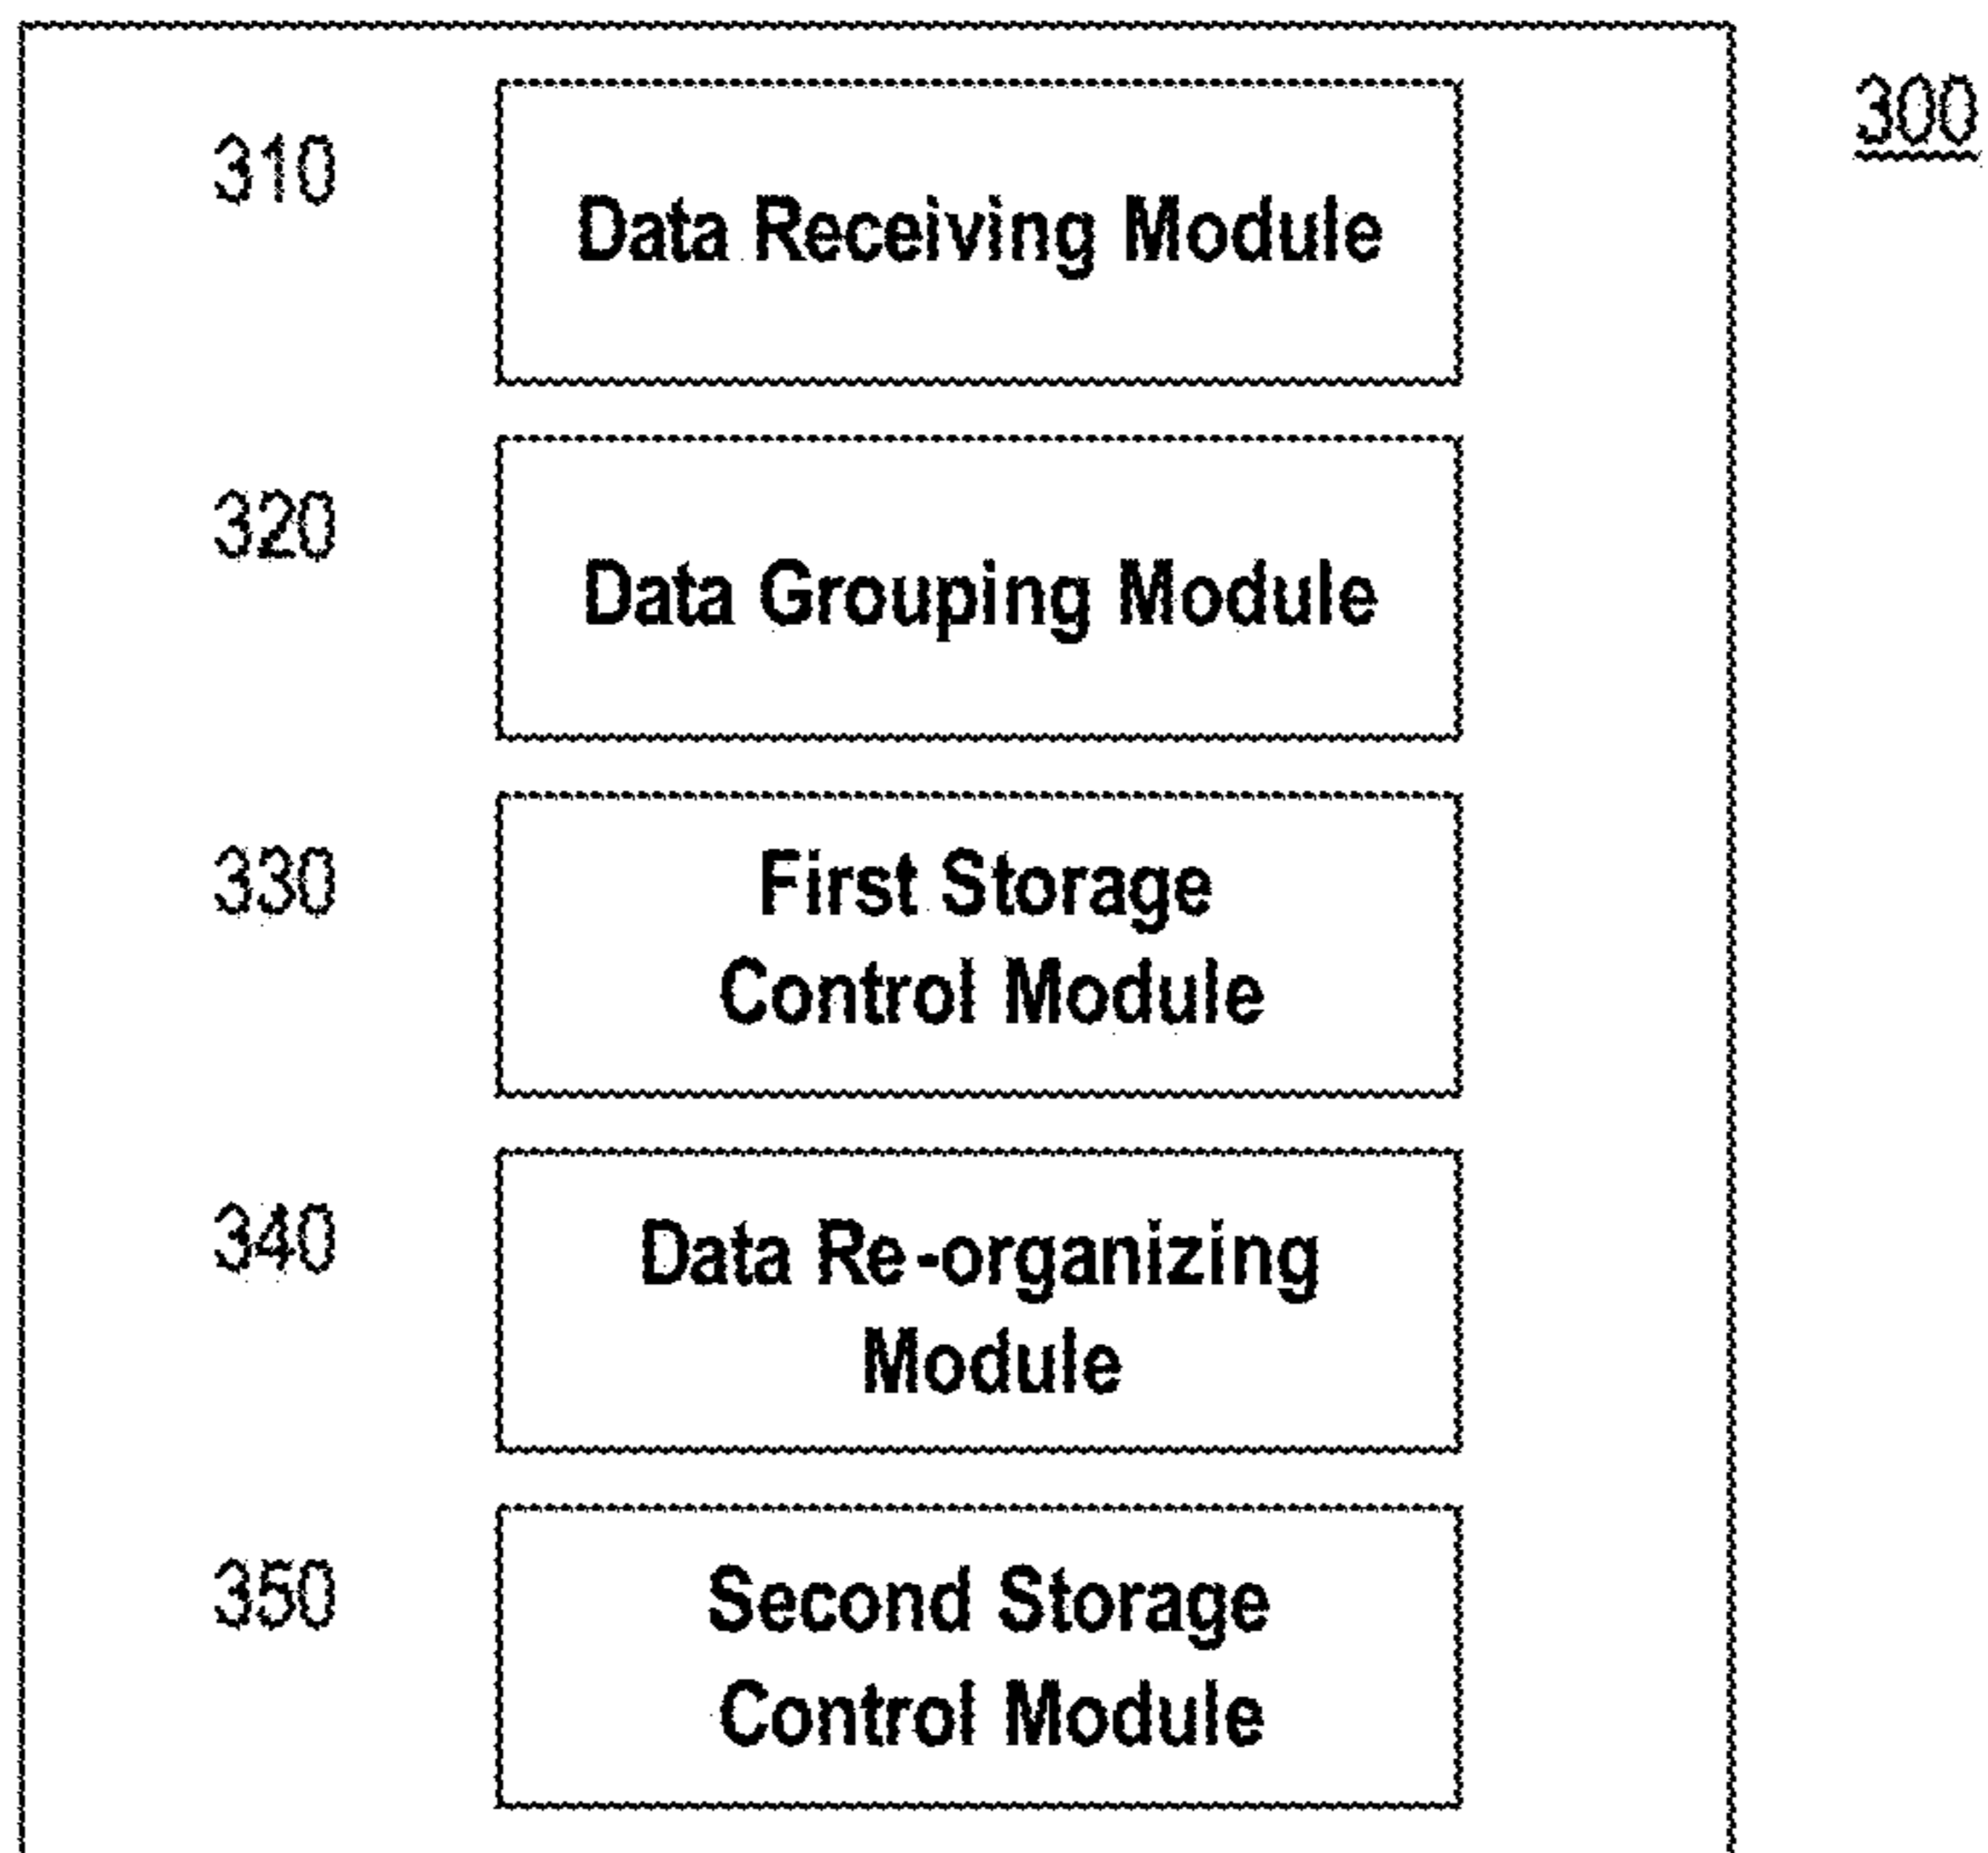 300
310
Data Receiving Module
320
Data Grouping Module
330
First Storage
Control Module
340
Data Re-organizing
Module
350
Second Storage
Control Module